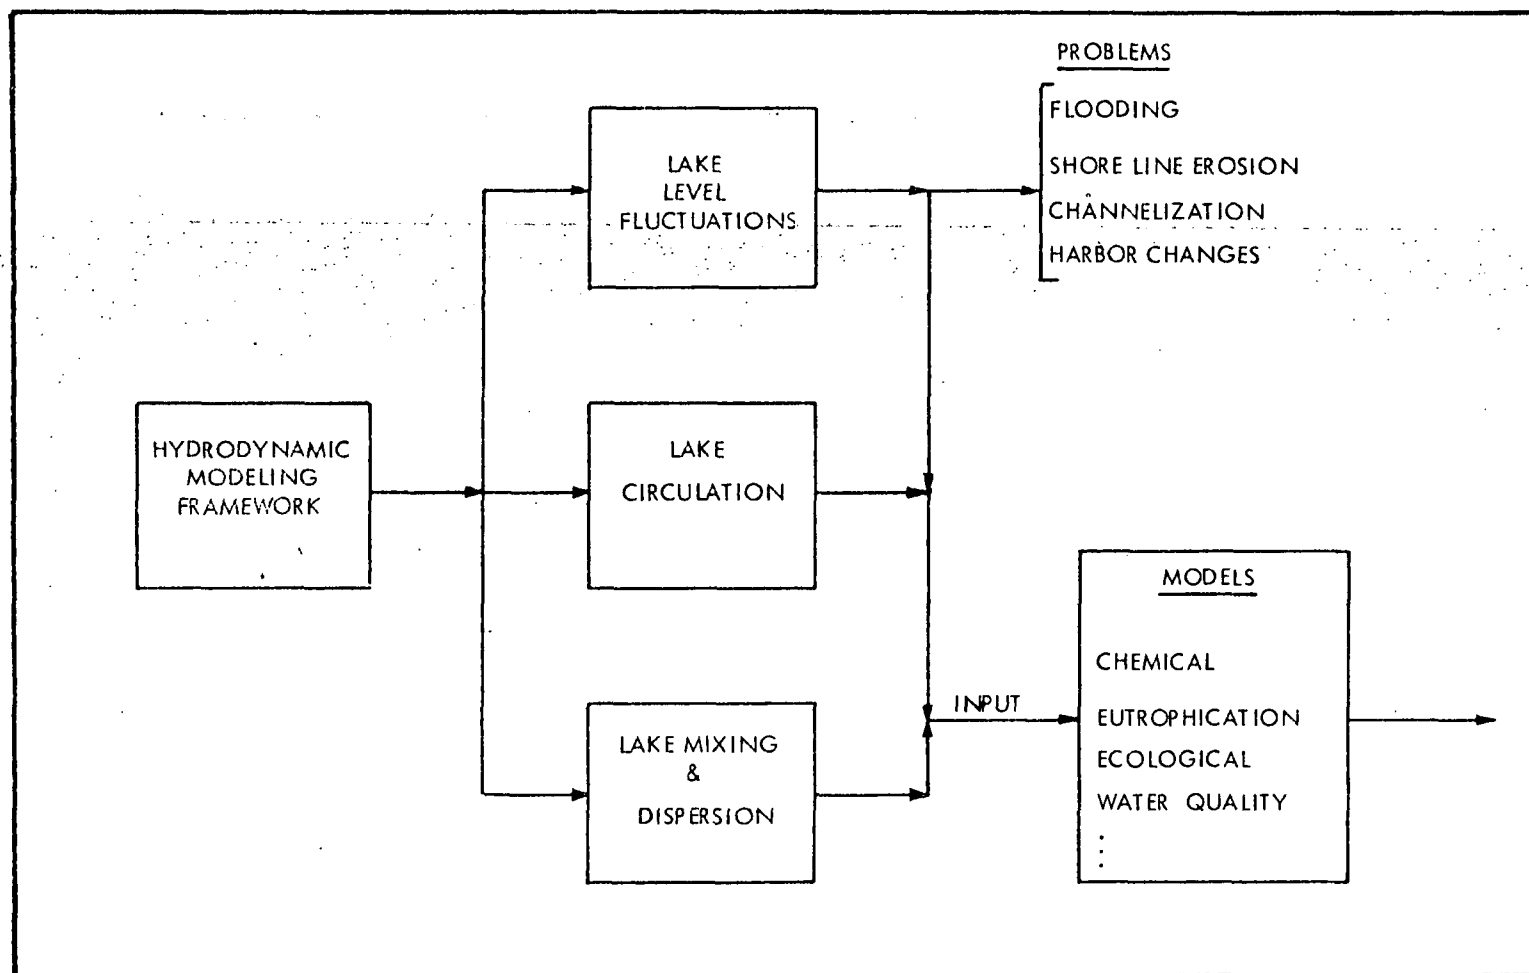 PROBLEMS
FLOODING
SHORE LINE EROSION
CHANNELIZATION
HARBOR CHANGES
LAKE
LEVEL
FLUCTUATIONS
HYDRODYNAMIC
MODELING
FRAMEWORK
LAKE
CIRCULATION
LAKE MIXING
&
DISPERSION
INPUT
MODELS
CHEMICAL
EUTROPHICATION
ECOLOGICAL
WATER QUALITY